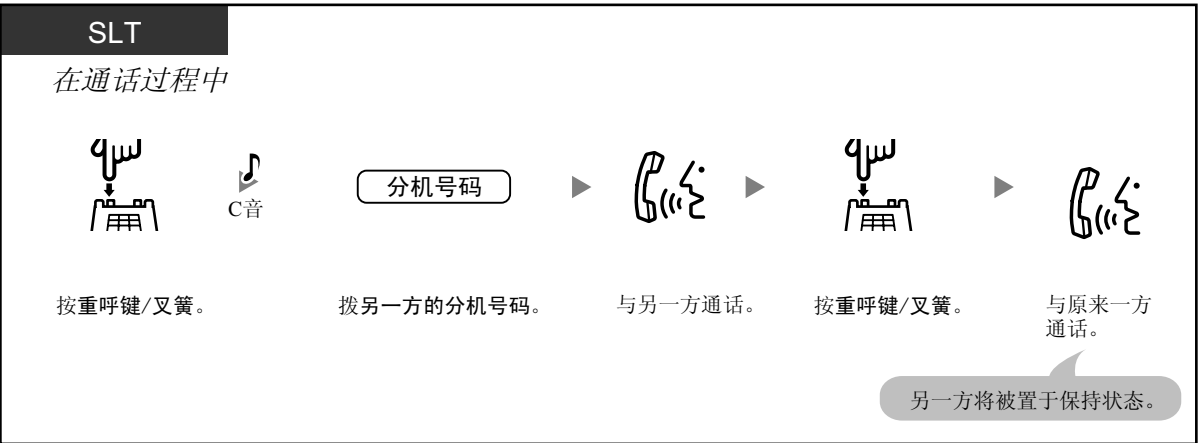 SLT
在通话过程中
C音
分机号码
按重呼键/叉簧。
拨另一方的分机号码。
与另一方通话。
按重呼键/叉簧。
与原来一方
通话。
另一方将被置于保持状态。